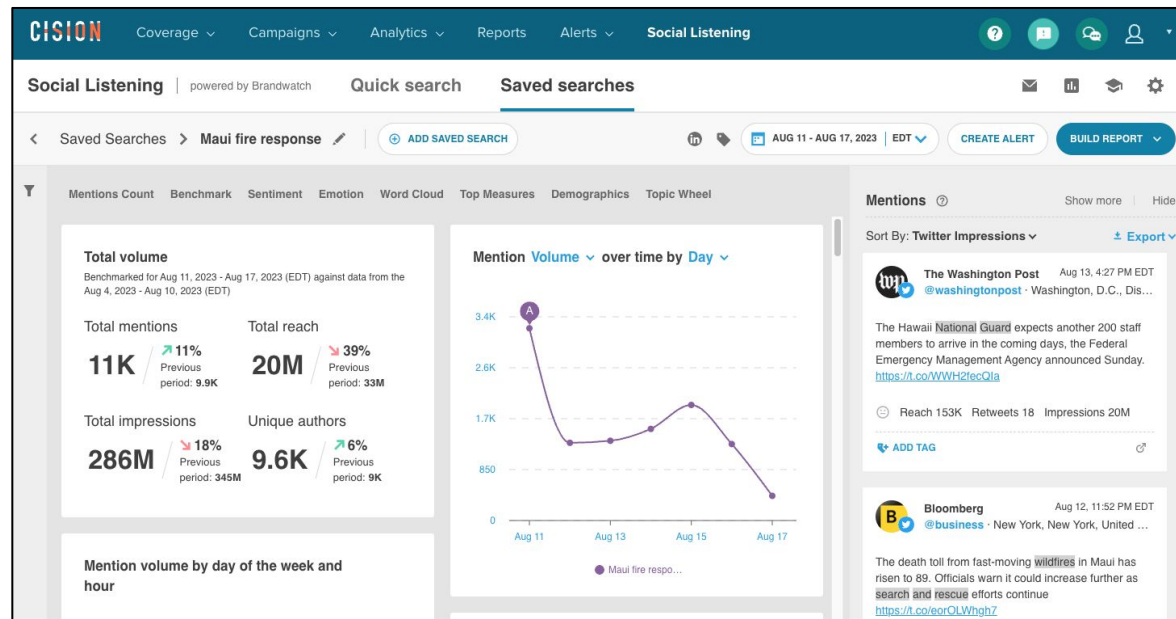 CISION Coverage Campaigns Analytics Reports Alerts Social Listening
Social Listening powered by Brandwatch Quick search Saved searches
Saved Searches > Maui fire response ADD SAVED SEARCH AUG 11 - AUG 17, 2023 EDT CREATE ALERT BUILD REPORT
Mentions Count Benchmark Sentiment Emotion Word Cloud Top Measures Demographics Topic Wheel
Total volume
Benchmarked for Aug 11, 2023 - Aug 17, 2023 (EDT) against data from the
Aug 4, 2023 - Aug 10, 2023 (EDT)
Total mentions
11K
11%
Previous
period: 9.9K
Total reach
20M
39%
Previous
period: 33M
Total impressions
286M
18%
Previous
period: 345M
Unique authors
9.6K
6%
Previous
period: 9K
Mention volume by day of the week and
hour
Mention Volume over time by Day
A
3.4K
2.6K
1.7K
850
0
Aug 11 Aug 13 Aug 15 Aug 17
Maui fire respo...
Mentions Show more Hide
Sort By: Twitter Impressions Export
wp
The Washington Post Aug 13, 4:27 PM EDT
@washingtonpost · Washington, D.C., Dis...
The Hawaii National Guard expects another 200 staff
members to arrive in the coming days, the Federal
Emergency Management Agency announced Sunday.
https://t.co/WWH2fecQIa
Reach 153K Retweets 18 Impressions 20M
ADD TAG
B
Bloomberg Aug 12, 11:52 PM EDT
@business · New York, New York, United ...
The death toll from fast-moving wildfires in Maui has
risen to 89. Officials warn it could increase further as
search and rescue efforts continue
https://t.co/eorOLWhgh7